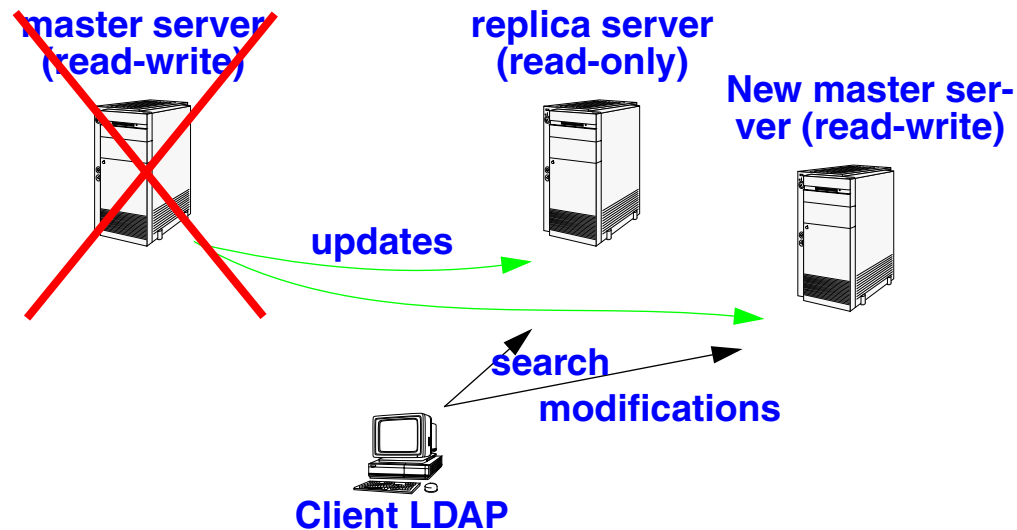 master server
(read-write)
replica server
(read-only)
New master ser-
ver (read-write)
updates
search
modifications
Client LDAP